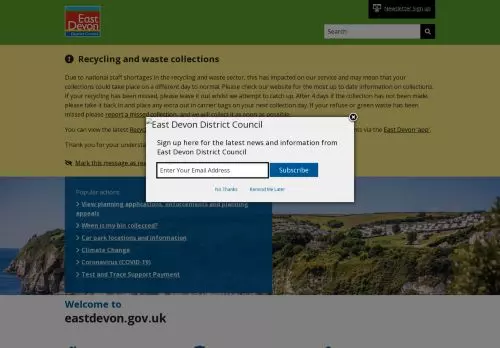 Newsletter Sign up
East
Devon
District Council
Search
Recycling and waste collections
Due to national staff shortages in the recycling and waste sector, this has impacted on our service and may mean that your
collections could take place on a different day to normal. Please check our website for the most up to date information on collections.
If your recycling has been missed, please leave it out whilst we attempt to catch up. After 4 days if the collection has not been made,
please take it back in and place any extra out in carrier bags on your next collection day. If your refuse or green waste has been
missed please report a missed collection, and we will collect it as soon as possible.
You can view the latest Recyc
nts via the East Devon 'app'.
Thank you for your understa
Mark this message as rea
East Devon District Council
Sign up here for the latest news and information from
East Devon District Council
Enter Your Email Address
Subscribe
No Thanks
Remind Me Later
Popular actions:
View planning applications, enforcements and planning
appeals
When is my bin collected?
Car park locations and information
Climate Change
Coronavirus (COVID-19)
Test and Trace Support Payment
Welcome to
eastdevon.gov.uk